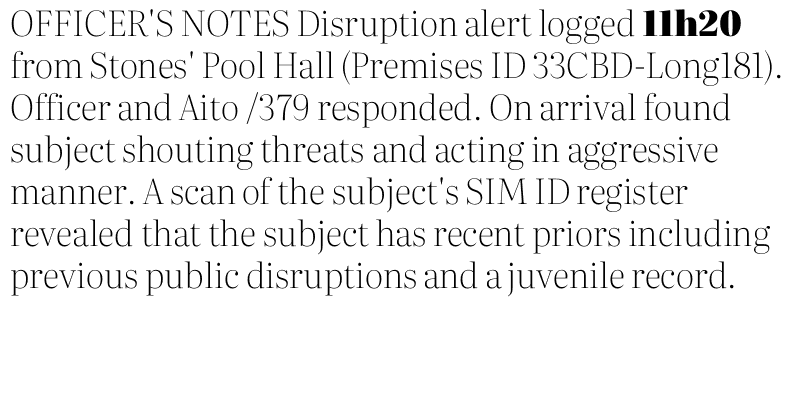 OFFICER'S NOTES Disruption alert logged 11h20
from Stones' Pool Hall (Premises ID 33CBD-Long181).
Officer and Aito /379 responded. On arrival found
subject shouting threats and acting in aggressive
manner. A scan of the subject's SIM ID register
revealed that the subject has recent priors including
previous public disruptions and a juvenile record.